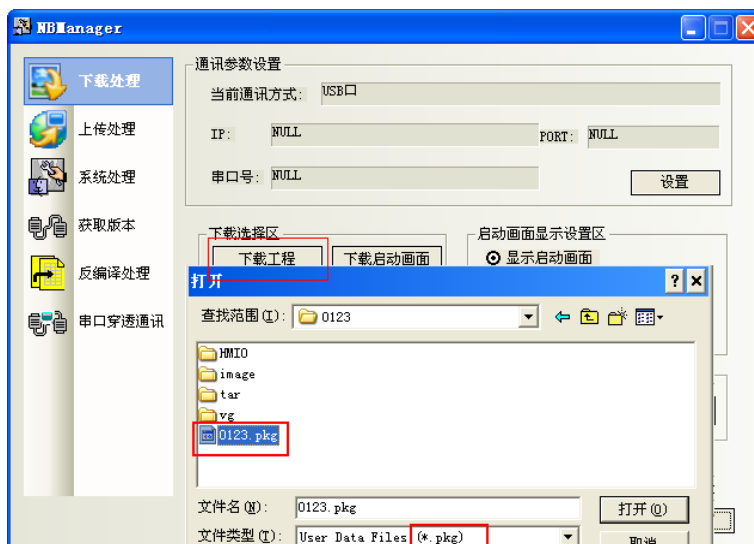 NBManager
下载处理
上传处理
系统处理
获取版本
反编译处理
串口穿透通讯
通讯参数设置
当前通讯方式: USB口
IP: NULL PORT: NULL
串口号: NULL 设置
下载选择区 启动画面显示设置区
下载工程 下载启动画面 显示启动画面
打开
查找范围(I): 0123
HMI0
image
tar
vg
0123.pkg
文件名(N): 0123.pkg 打开(O)
文件类型(T): User Data Files (*.pkg) 取消